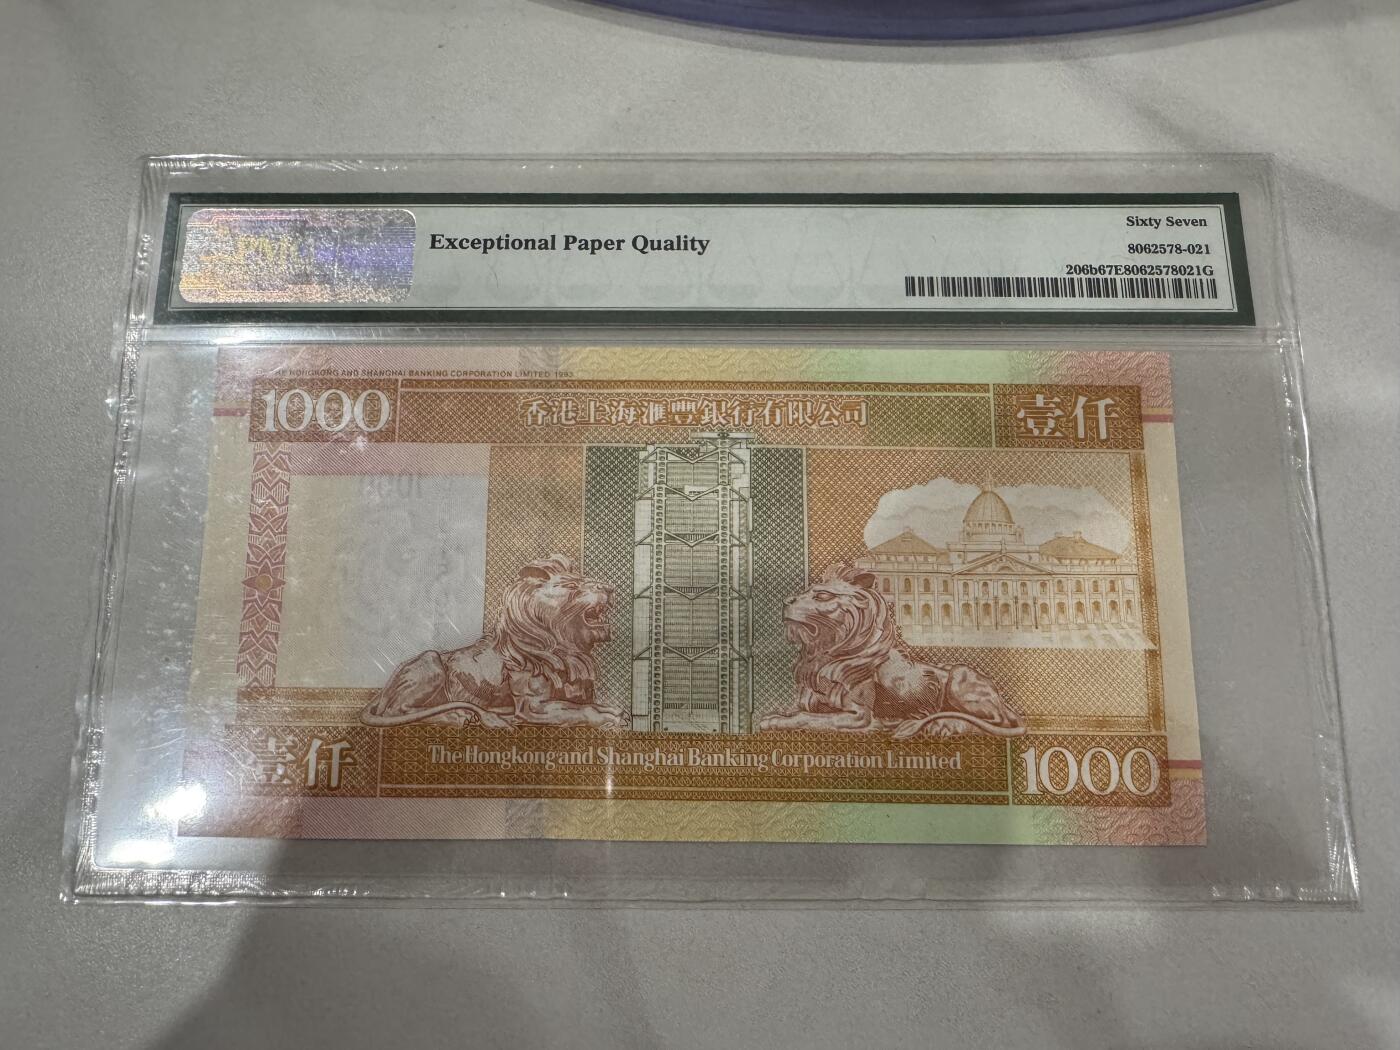 PMG
Exceptional Paper Quality
Sixty Seven
8062578-021
206b67E8062578021G
HONGKONG AND SHANGHAI BANKING CORPORATION LIMITED 1993
1000
香港上海滙豐銀行有限公司
壹仟
壹仟
The Hongkong and Shanghai Banking Corporation Limited
1000